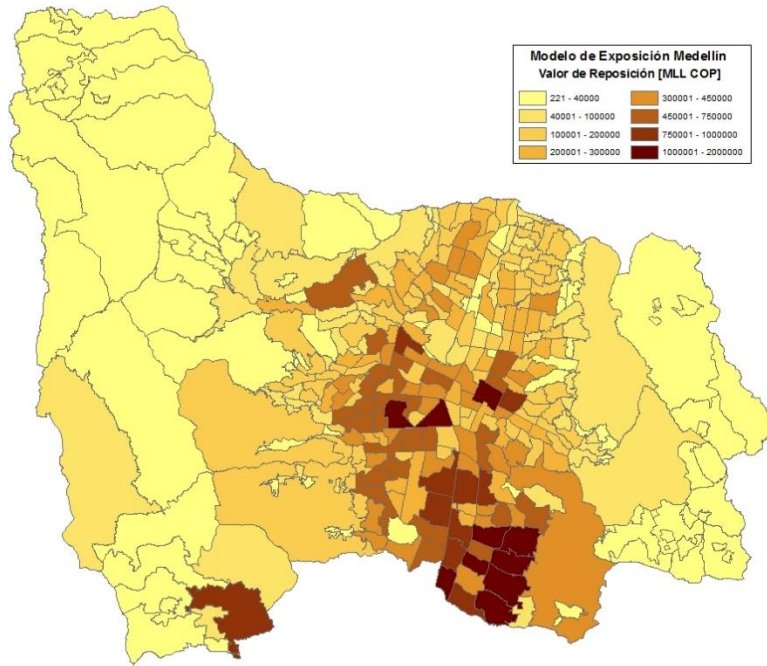 Modelo de Exposición Medellín
Valor de Reposición [MLL COP]
221 - 40000
40001 - 100000
100001 - 200000
200001 - 300000
300001 - 450000
450001 - 750000
750001 - 1000000
1000001 - 2000000